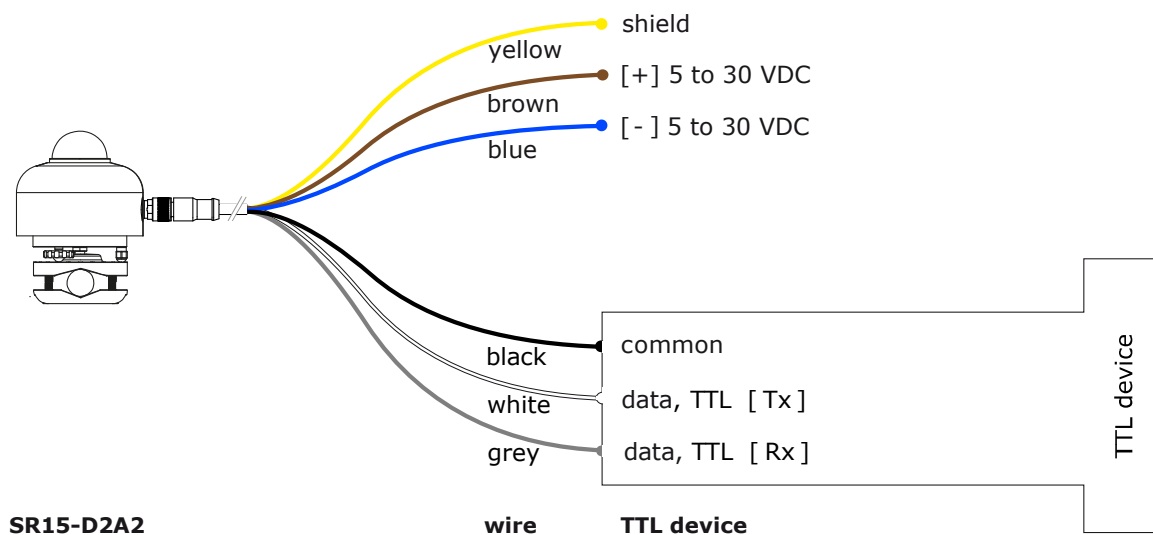 yellow shield
brown [+] 5 to 30 VDC
blue [-] 5 to 30 VDC
black common
white data, TTL [Tx]
grey data, TTL [Rx]
TTL device
SR15-D2A2 wire TTL device